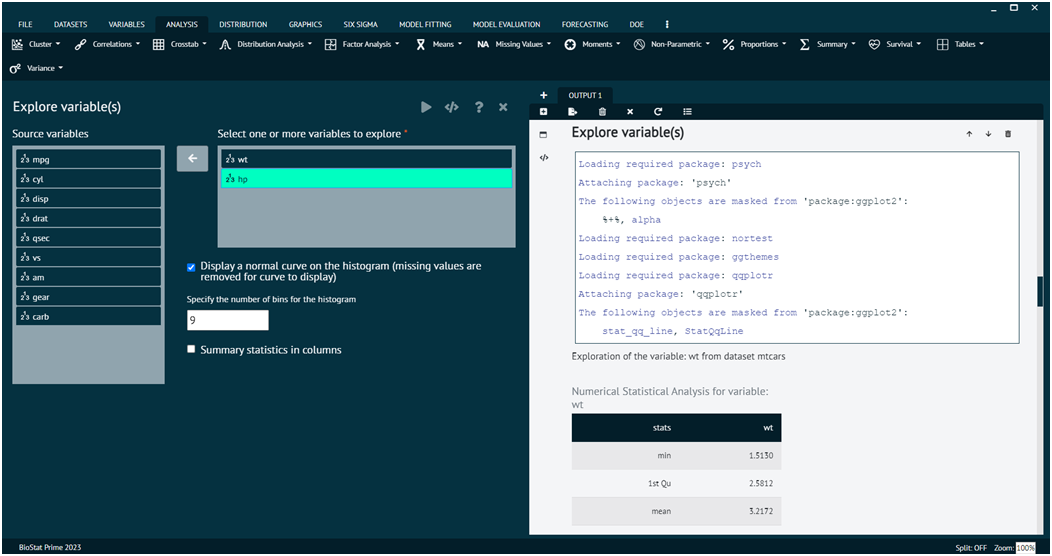 FILE DATASETS VARIABLES ANALYSIS DISTRIBUTION GRAPHICS SIX SIGMA MODEL FITTING MODEL EVALUATION FORECASTING DOE
Cluster Correlations Crosstab Distribution Analysis Factor Analysis Means NA Missing Values Moments Non-Parametric Proportions Summary Survival Tables
σ² Variance
Explore variable(s)
Source variables
mpg
cyl
disp
drat
qsec
vs
am
gear
carb
Select one or more variables to explore *
wt
hp
Display a normal curve on the histogram (missing values are
removed for curve to display)
Specify the number of bins for the histogram
9
Summary statistics in columns
+ OUTPUT 1
Explore variable(s)
Loading required package: psych
Attaching package: 'psych'
The following objects are masked from 'package:ggplot2':
%+%, alpha
Loading required package: nortest
Loading required package: ggthemes
Loading required package: qqplotr
Attaching package: 'qqplotr'
The following objects are masked from 'package:ggplot2':
stat_qq_line, StatQqLine
Exploration of the variable: wt from dataset mtcars
Numerical Statistical Analysis for variable:
wt
stats wt
min 1.5130
1st Qu 2.5812
mean 3.2172
BioStat Prime 2023
Split: OFF Zoom: 100%